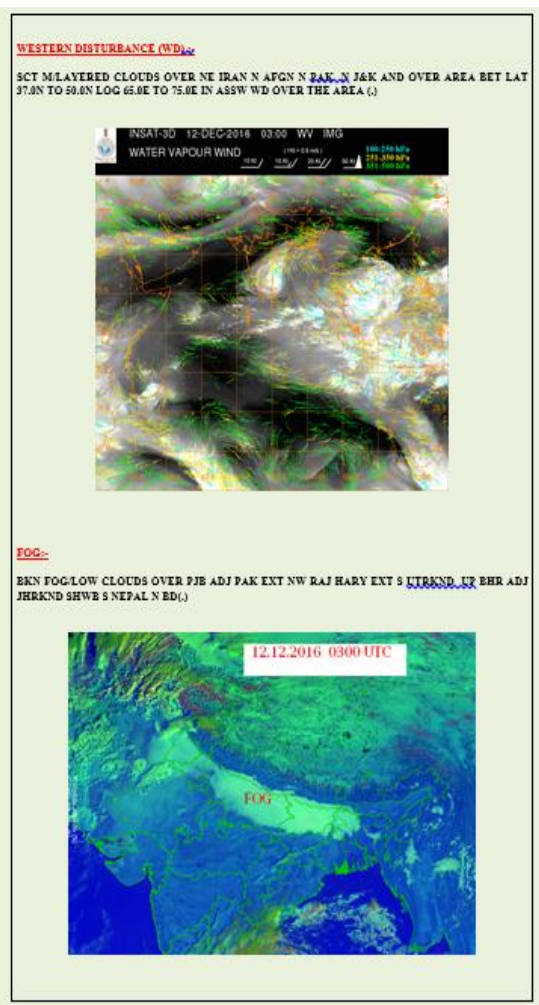 WESTERN DISTURBANCE (WD):-
SCT M/LAYERED CLOUDS OVER NE IRAN N AFGN N PAK N J&K AND OVER AREA BET LAT
37.0N TO 50.0N LOG 65.0E TO 75.0E IN ASSW WD OVER THE AREA (.)
INSAT-3D 12-DEC-2016 03:00 WV IMG
WATER VAPOUR WIND
100-250 hPa
251-350 hPa
351-500 hPa
FOG:-
BKN FOG/LOW CLOUDS OVER PJB ADJ PAK EXT NW RAJ HARY EXT S UTRKND UP BHR ADJ
JHRKND SHWB S NEPAL N BD(.)
12.12.2016 0300 UTC
FOG